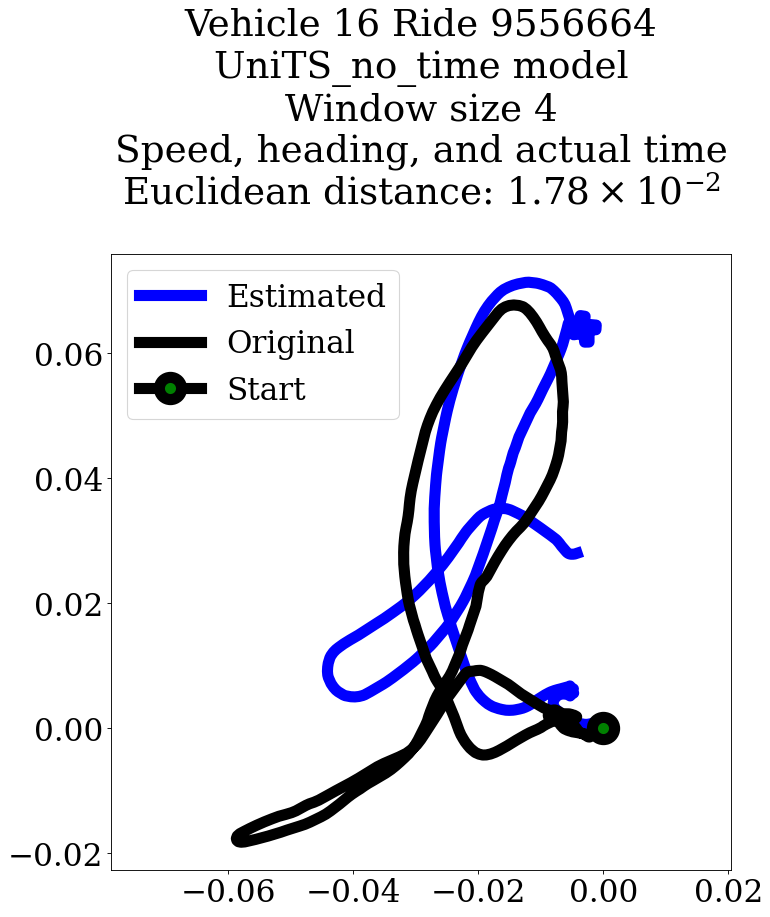 Vehicle 16 Ride 9556664
UniTS_no_time model
Window size 4
Speed, heading, and actual time
Euclidean distance: 1.78 × 10⁻²
Estimated
Original
Start
0.06
0.04
0.02
0.00
−0.02
−0.06 −0.04 −0.02 0.00 0.02